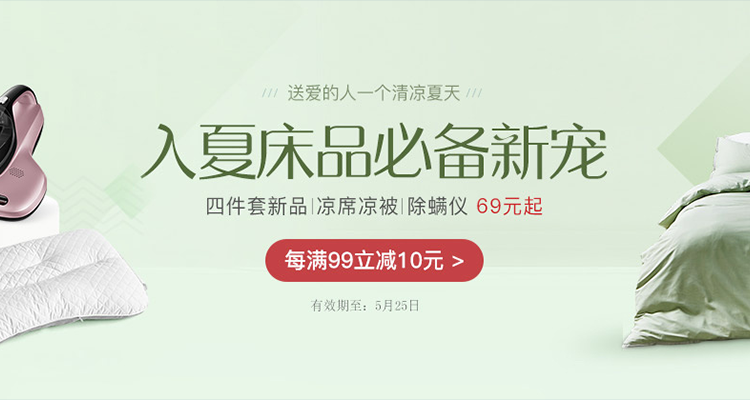 送爱的人一个清凉夏天
入夏床品必备新宠
四件套新品|凉席凉被|除螨仪 69元起
每满99立减10元 >
有效期至：5月25日